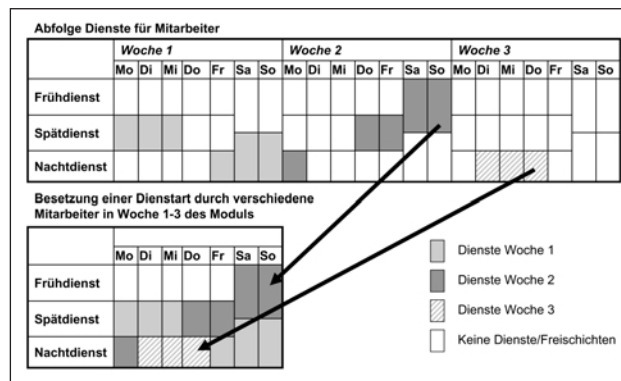 Abfolge Dienste für Mitarbeiter
Woche 1 Woche 2 Woche 3
Mo Di Mi Do Fr Sa So Mo Di Mi Do Fr Sa So Mo Di Mi Do Fr Sa So
Frühdienst
Spätdienst
Nachtdienst
Besetzung einer Dienstart durch verschiedene
Mitarbeiter in Woche 1-3 des Moduls
Mo Di Mi Do Fr Sa So
Frühdienst
Spätdienst
Nachtdienst
Dienste Woche 1
Dienste Woche 2
Dienste Woche 3
Keine Dienste/Freischichten